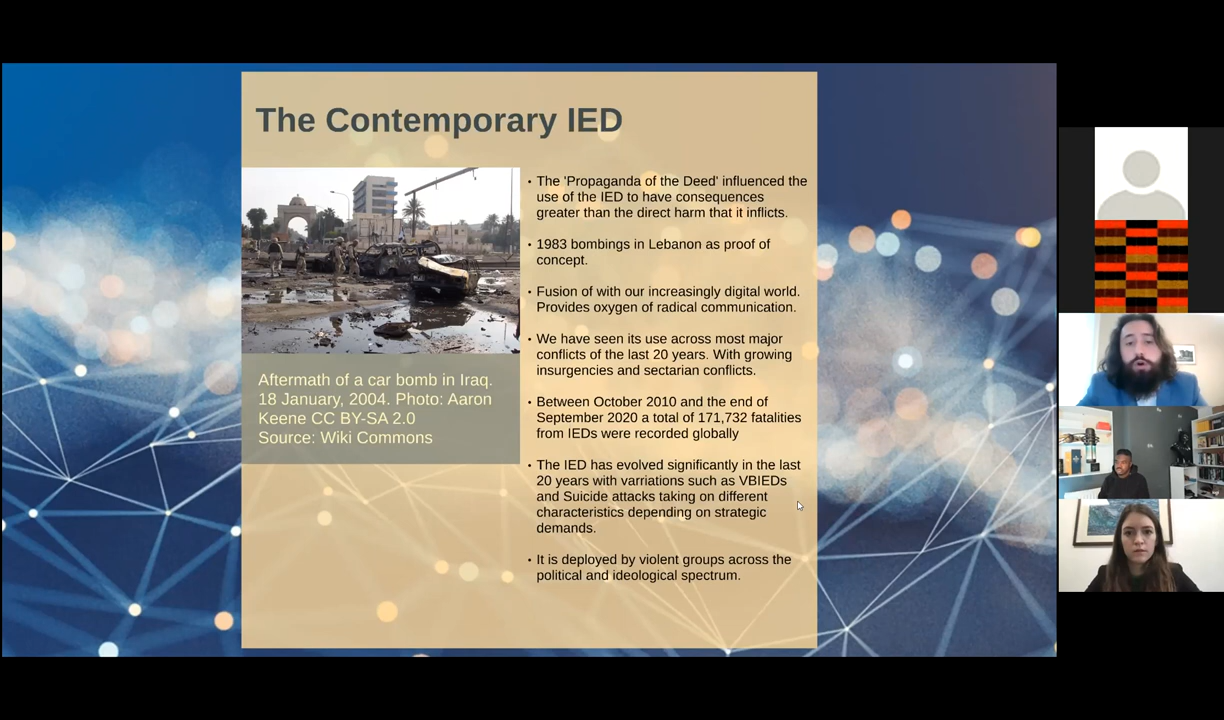 The Contemporary IED
Aftermath of a car bomb in Iraq.
18 January, 2004. Photo: Aaron
Keene CC BY-SA 2.0
Source: Wiki Commons
• The 'Propaganda of the Deed' influenced the
use of the IED to have consequences
greater than the direct harm that it inflicts.
• 1983 bombings in Lebanon as proof of
concept.
• Fusion of with our increasingly digital world.
Provides oxygen of radical communication.
• We have seen its use across most major
conflicts of the last 20 years. With growing
insurgencies and sectarian conflicts.
• Between October 2010 and the end of
September 2020 a total of 171,732 fatalities
from IEDs were recorded globally
• The IED has evolved significantly in the last
20 years with varriations such as VBIEDs
and Suicide attacks taking on different
characteristics depending on strategic
demands.
• It is deployed by violent groups across the
political and ideological spectrum.